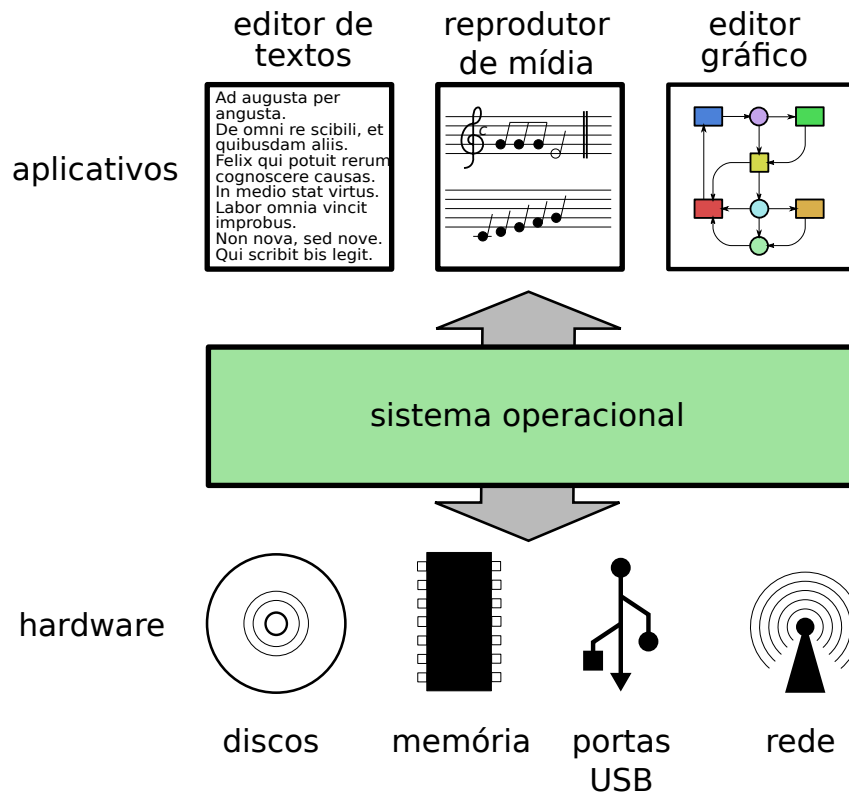 editor de
textos
reprodutor
de mídia
editor
gráfico
aplicativos
Ad augusta per
angusta.
De omni re scibili, et
quibusdam aliis.
Felix qui potuit rerum
cognoscere causas.
In medio stat virtus.
Labor omnia vincit
improbus.
Non nova, sed nove.
Qui scribit bis legit.
c
sistema operacional
hardware
discos
memória
portas
USB
rede